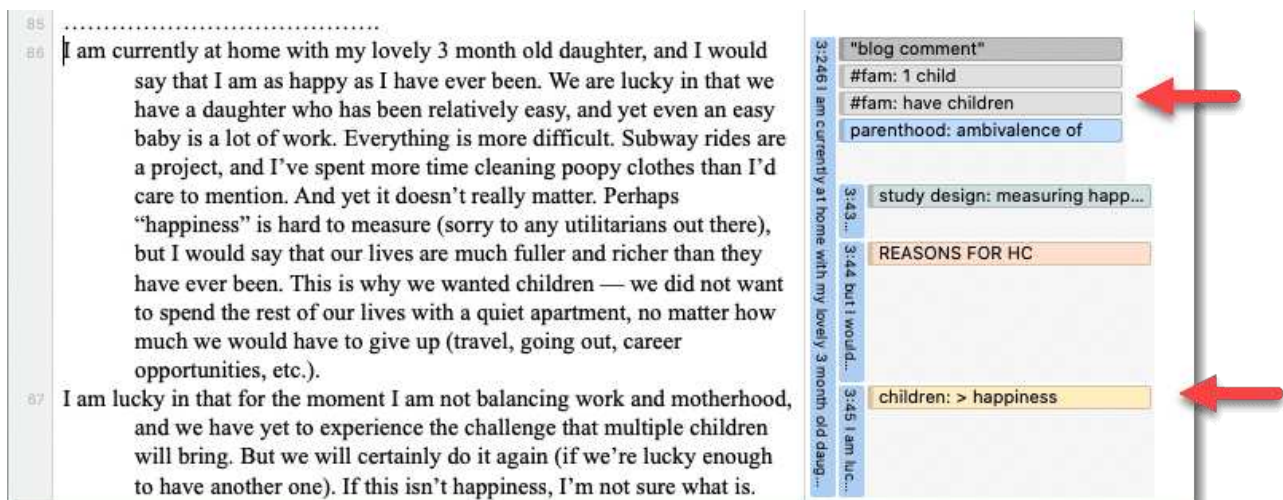 85 ........................................
86 I am currently at home with my lovely 3 month old daughter, and I would
say that I am as happy as I have ever been. We are lucky in that we
have a daughter who has been relatively easy, and yet even an easy
baby is a lot of work. Everything is more difficult. Subway rides are
a project, and I’ve spent more time cleaning poopy clothes than I’d
care to mention. And yet it doesn’t really matter. Perhaps
“happiness” is hard to measure (sorry to any utilitarians out there),
but I would say that our lives are much fuller and richer than they
have ever been. This is why we wanted children — we did not want
to spend the rest of our lives with a quiet apartment, no matter how
much we would have to give up (travel, going out, career
opportunities, etc.).
87 I am lucky in that for the moment I am not balancing work and motherhood,
and we have yet to experience the challenge that multiple children
will bring. But we will certainly do it again (if we’re lucky enough
to have another one). If this isn’t happiness, I’m not sure what is.
3:246 I am currently at home with my lovely 3 month old daug...
"blog comment"
#fam: 1 child
#fam: have children
parenthood: ambivalence of
3:43...
study design: measuring happ...
3:44 but I would...
REASONS FOR HC
3:45 I am luc...
children: > happiness